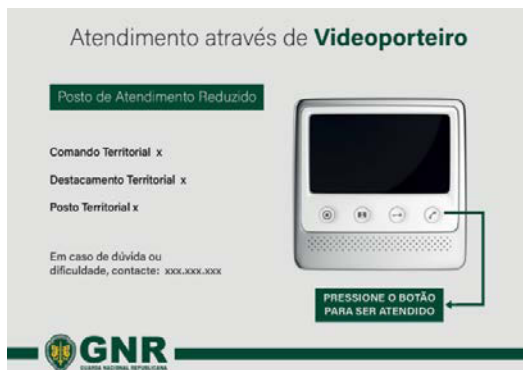 Atendimento através de Videoporteiro
Posto de Atendimento Reduzido
Comando Territorial x
Destacamento Territorial x
Posto Territorial x
Em caso de dúvida ou
dificuldade, contacte: xxx.xxx.xxx
PRESSIONE O BOTÃO
PARA SER ATENDIDO
GNR
GUARDA NACIONAL REPUBLICANA